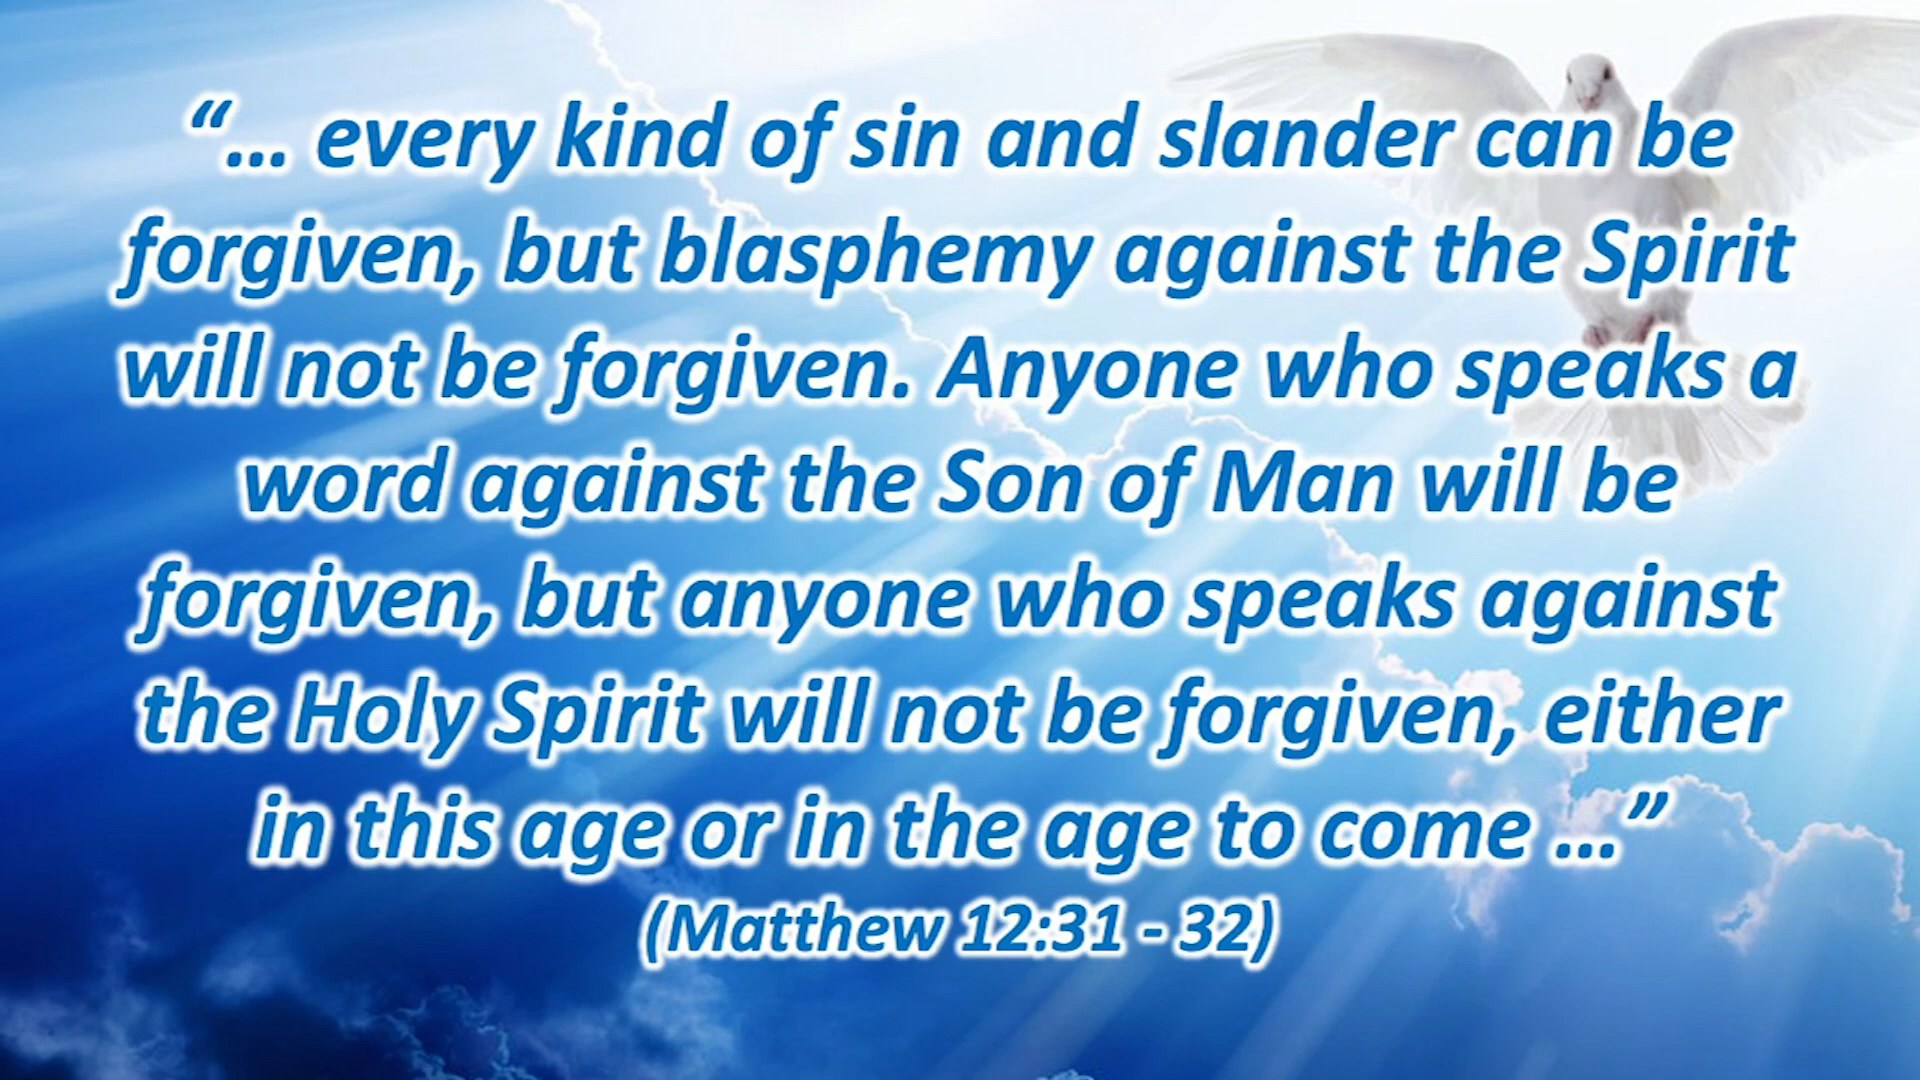 “... every kind of sin and slander can be
forgiven, but blasphemy against the Spirit
will not be forgiven. Anyone who speaks a
word against the Son of Man will be
forgiven, but anyone who speaks against
the Holy Spirit will not be forgiven, either
in this age or in the age to come ...”
(Matthew 12:31 - 32)